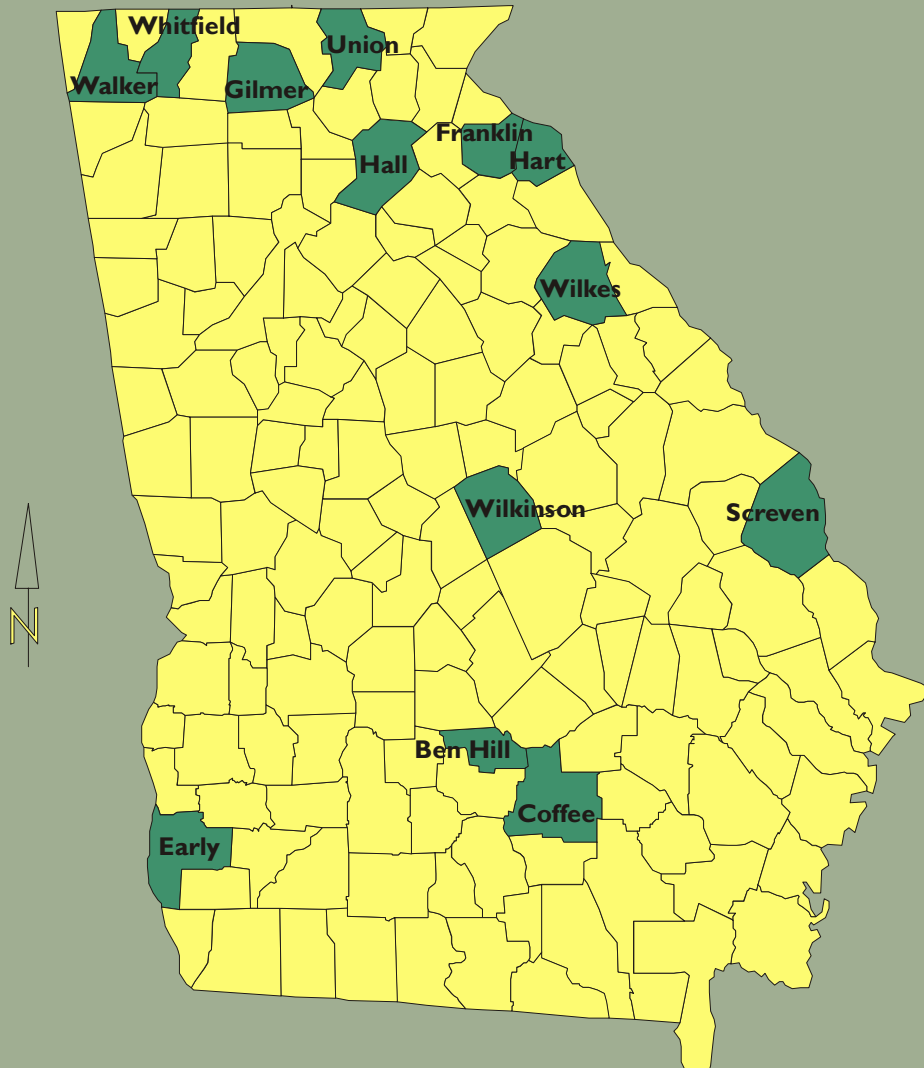 Whitfield
Union
Walker
Gilmer
Franklin
Hall
Hart
Wilkes
Wilkinson
Screven
N
Ben Hill
Coffee
Early